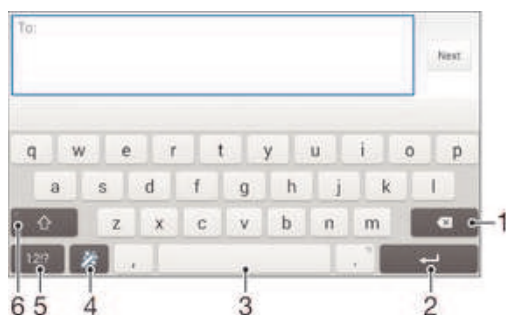 To:
Next
q w e r t y u i o p
a s d f g h j k l
z x c v b n m
12!? , .
1
6 5 4 3 2